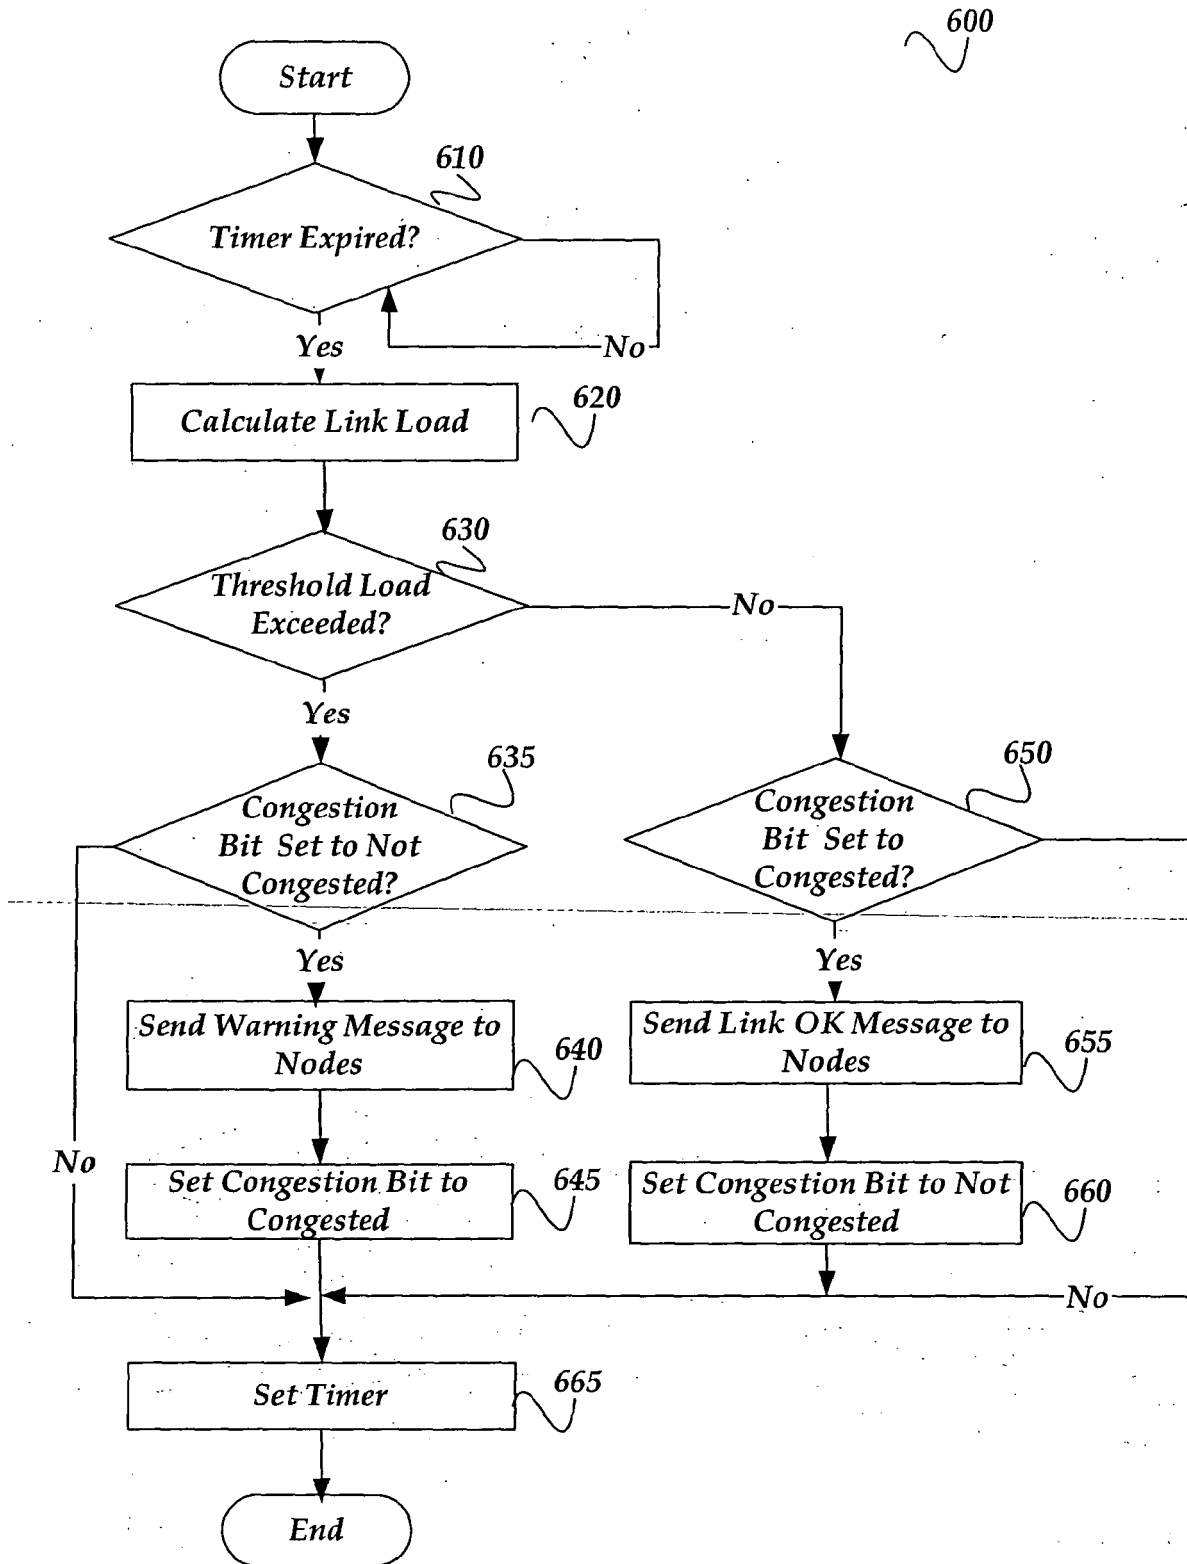 600
Start
610
Timer Expired?
Yes
No
620
Calculate Link Load
630
Threshold Load
Exceeded?
No
Yes
635
Congestion
Bit Set to Not
Congested?
650
Congestion
Bit Set to
Congested?
Yes
Yes
Send Warning Message to
Nodes
640
Send Link OK Message to
Nodes
655
No
Set Congestion Bit to
Congested
645
Set Congestion Bit to Not
Congested
660
No
Set Timer
665
End